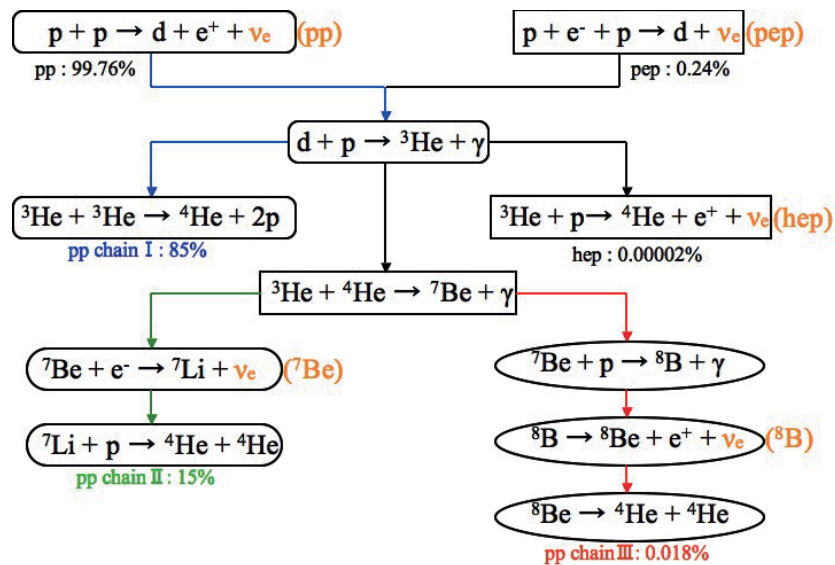 p + p → d + e⁺ + νₑ (pp)
p + e⁻ + p → d + νₑ (pep)
pp : 99.76%
pep : 0.24%
d + p → ³He + γ
³He + ³He → ⁴He + 2p
³He + p → ⁴He + e⁺ + νₑ (hep)
pp chain Ⅰ : 85%
hep : 0.00002%
³He + ⁴He → ⁷Be + γ
⁷Be + e⁻ → ⁷Li + νₑ (⁷Be)
⁷Be + p → ⁸B + γ
⁷Li + p → ⁴He + ⁴He
⁸B → ⁸Be + e⁺ + νₑ (⁸B)
pp chain Ⅱ : 15%
⁸Be → ⁴He + ⁴He
pp chain Ⅲ : 0.018%